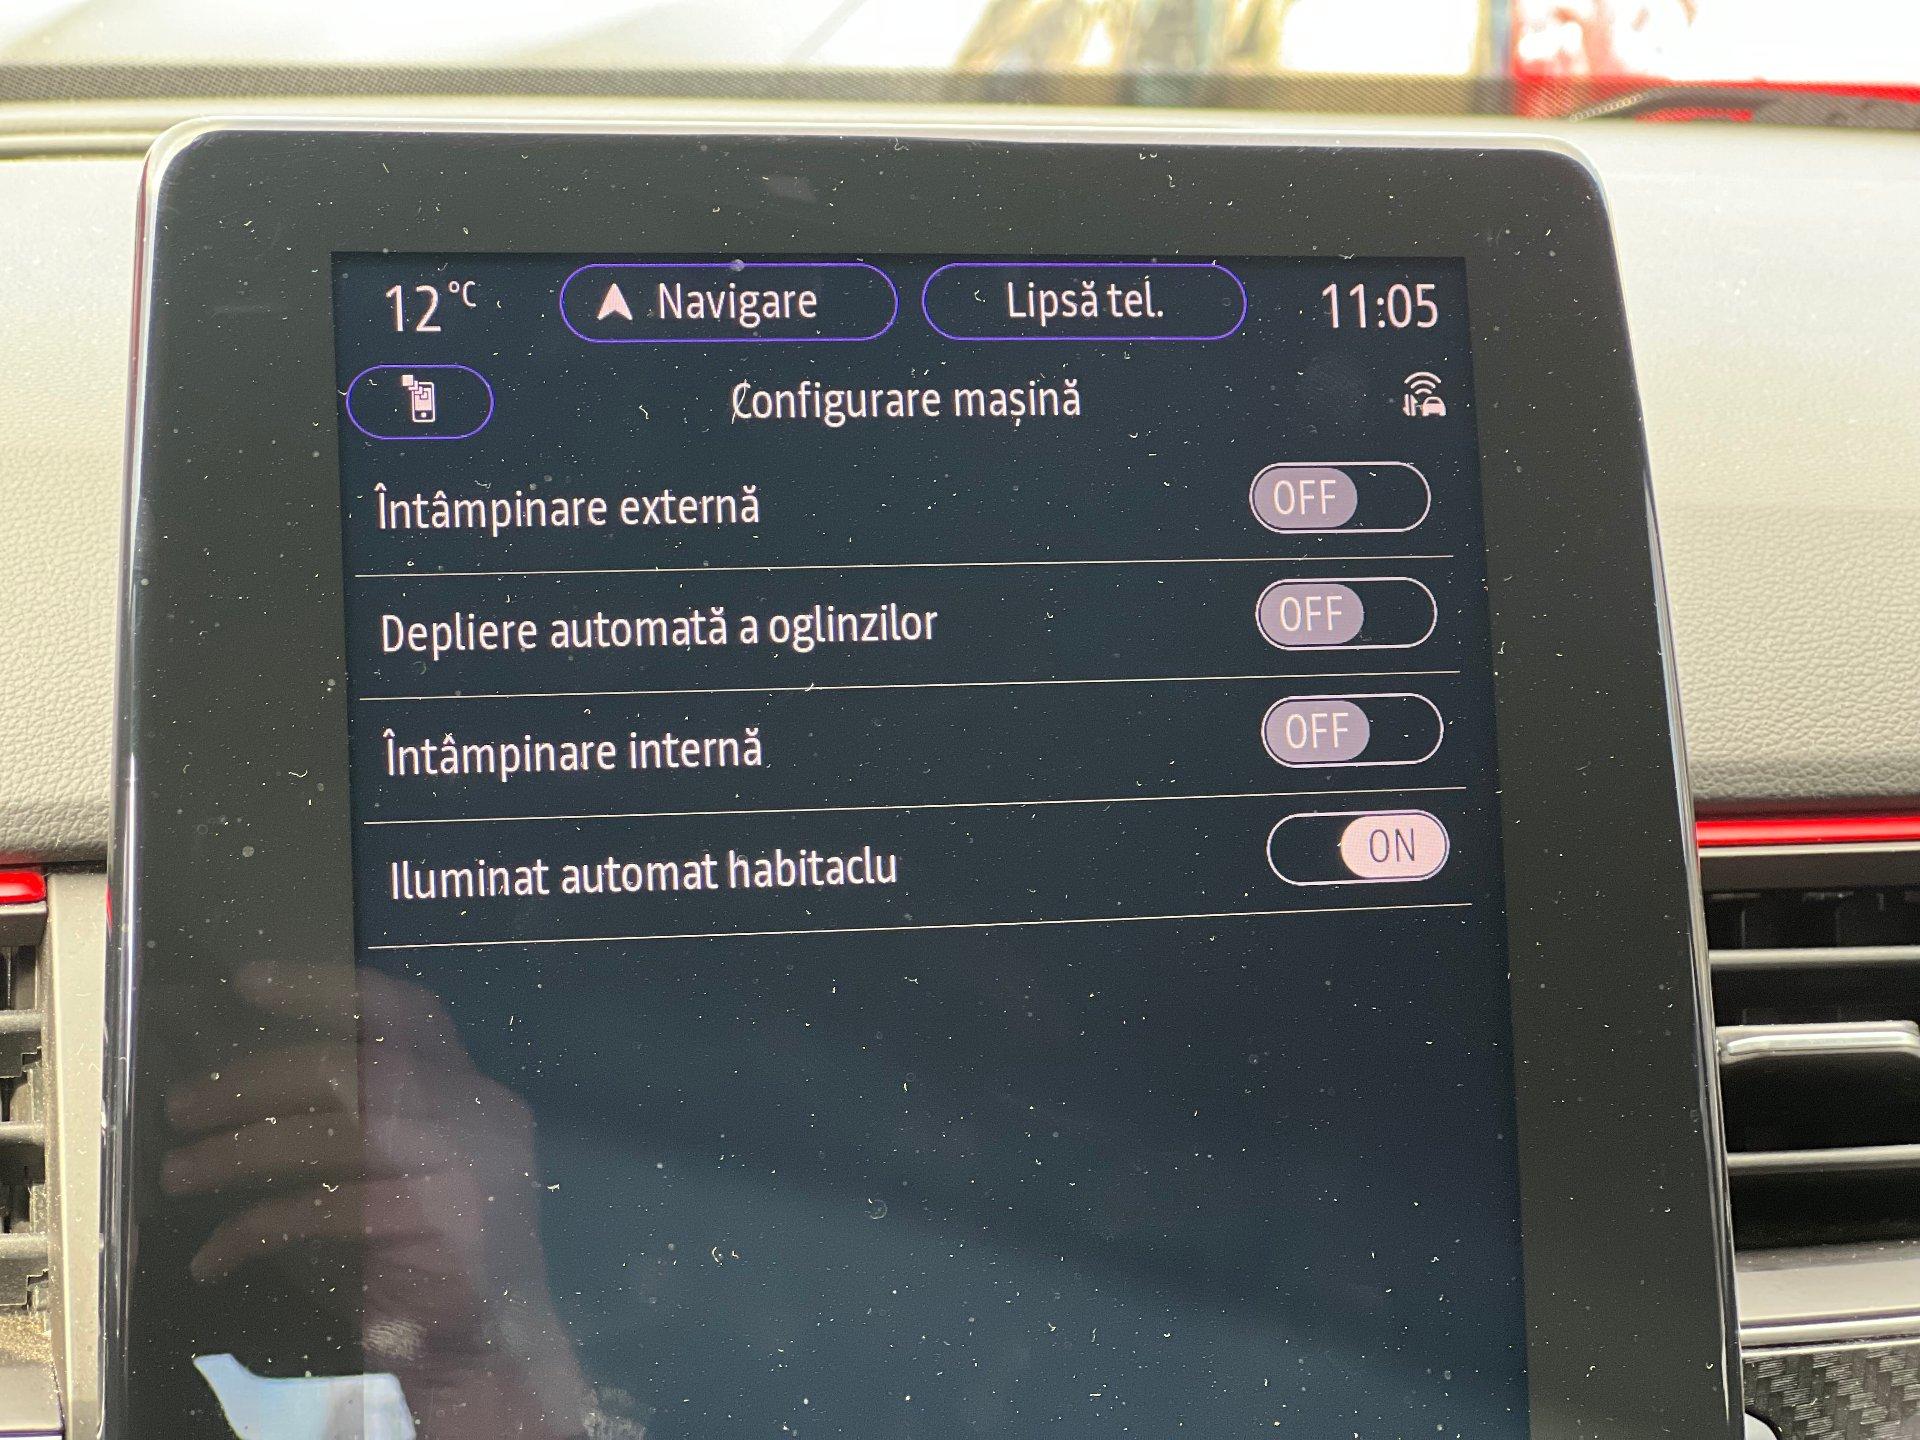 12°C Navigare Lipsă tel. 11:05
Configurare mașină
Întâmpinare externă OFF
Depliere automată a oglinzilor OFF
Întâmpinare internă OFF
Iluminat automat habitaclu ON